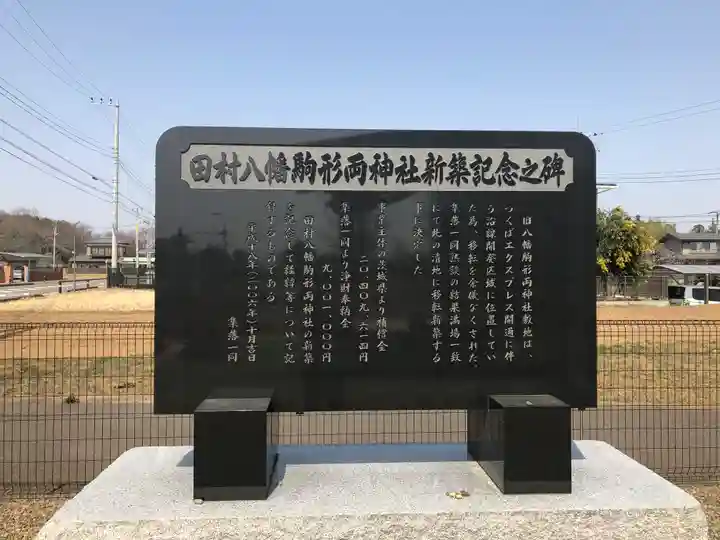 田村八幡駒形両神社新築記念之碑
旧八幡駒形両神社敷地は、
つくばエクスプレス開通に伴
う沿線開発区域に位置してい
た為、移転を余儀なくされた。
集落一同熟議の結果満場一致
にて此の清地に移転新築する
事に決定した。
事業主体の茨城県より補償金
二〇、四〇九、六一四円
集落一同より浄財奉納金
九、〇〇一、〇〇〇円
田村八幡駒形両神社の新築
を記念して経緯等について記
するものである。
平成十八年(二〇〇六年)十月吉日
集落一同